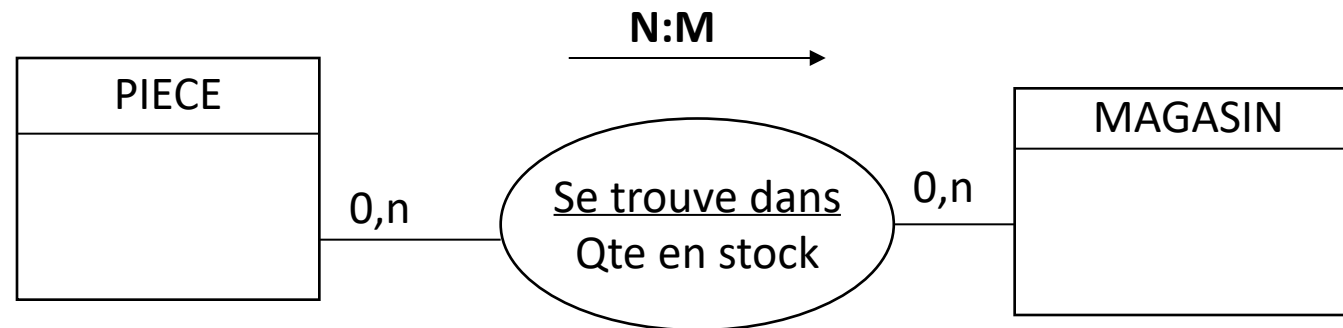 N:M
PIECE
MAGASIN
0,n
Se trouve dans
Qte en stock
0,n